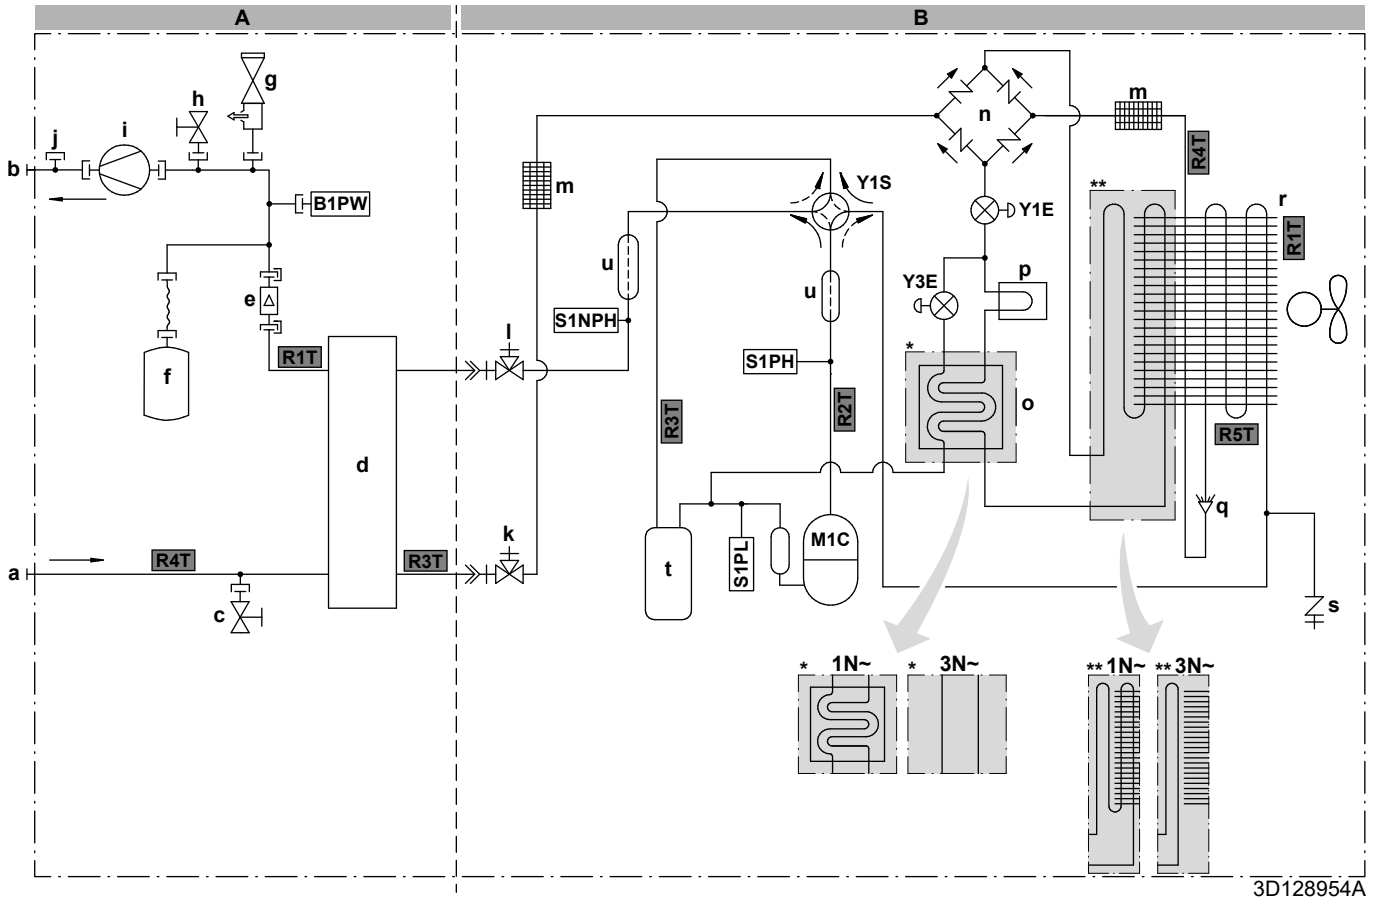 A B
g
h
j i
b
B1PW
e
f
R1T
d
a
R4T
R3T
c
m
n
m
R4T
Y1S
**
Y1E
r
R1T
u
u
Y3E
p
S1NPH
l
*
S1PH
o
R3T
R2T
R5T
q
k
M1C
t
S1PL
s
* 1N~ * 3N~
** 1N~ ** 3N~
3D128954A